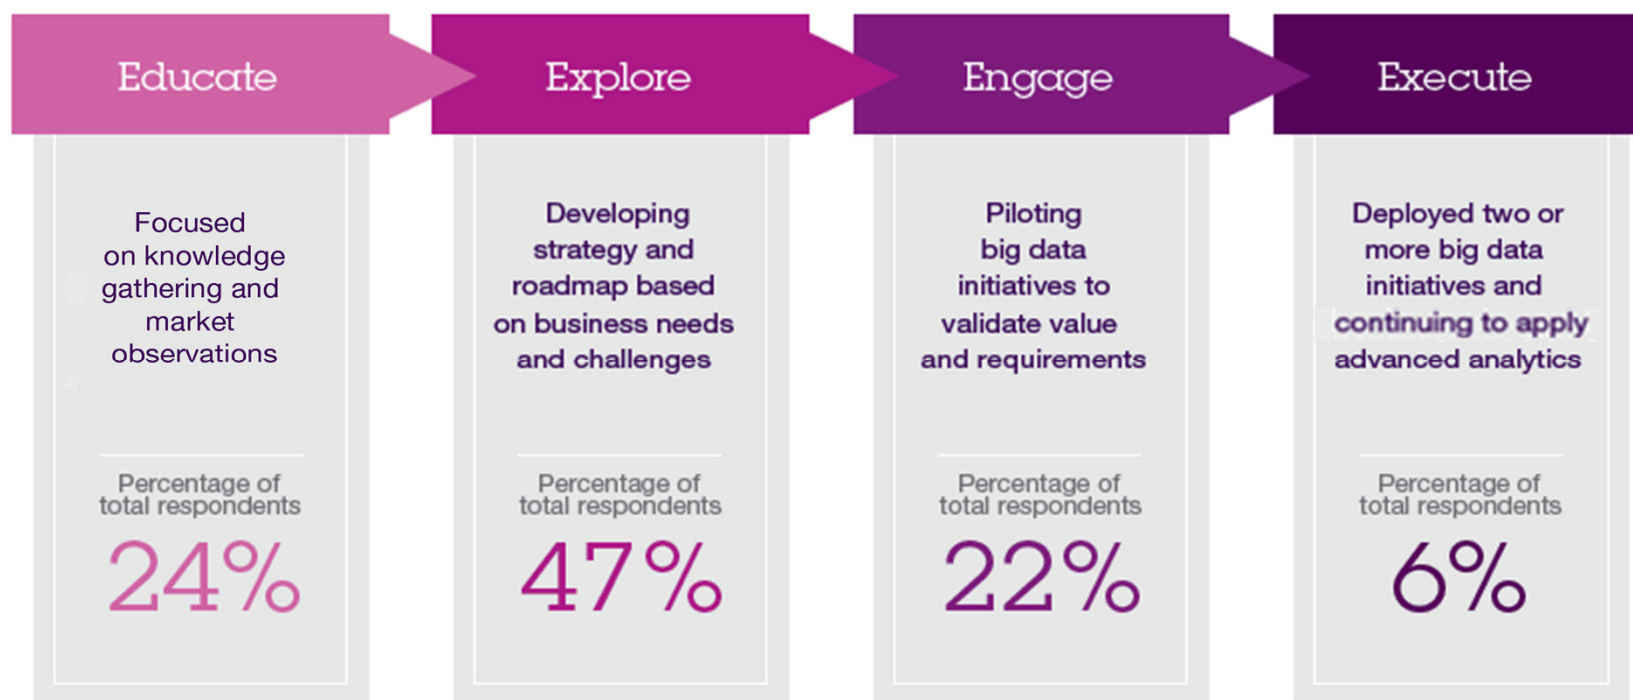 Educate
Focused
on knowledge
gathering and
market
observations
Percentage of
total respondents
24%
Explore
Developing
strategy and
roadmap based
on business needs
and challenges
Percentage of
total respondents
47%
Engage
Piloting
big data
initiatives to
validate value
and requirements
Percentage of
total respondents
22%
Execute
Deployed two or
more big data
initiatives and
continuing to apply
advanced analytics
Percentage of
total respondents
6%